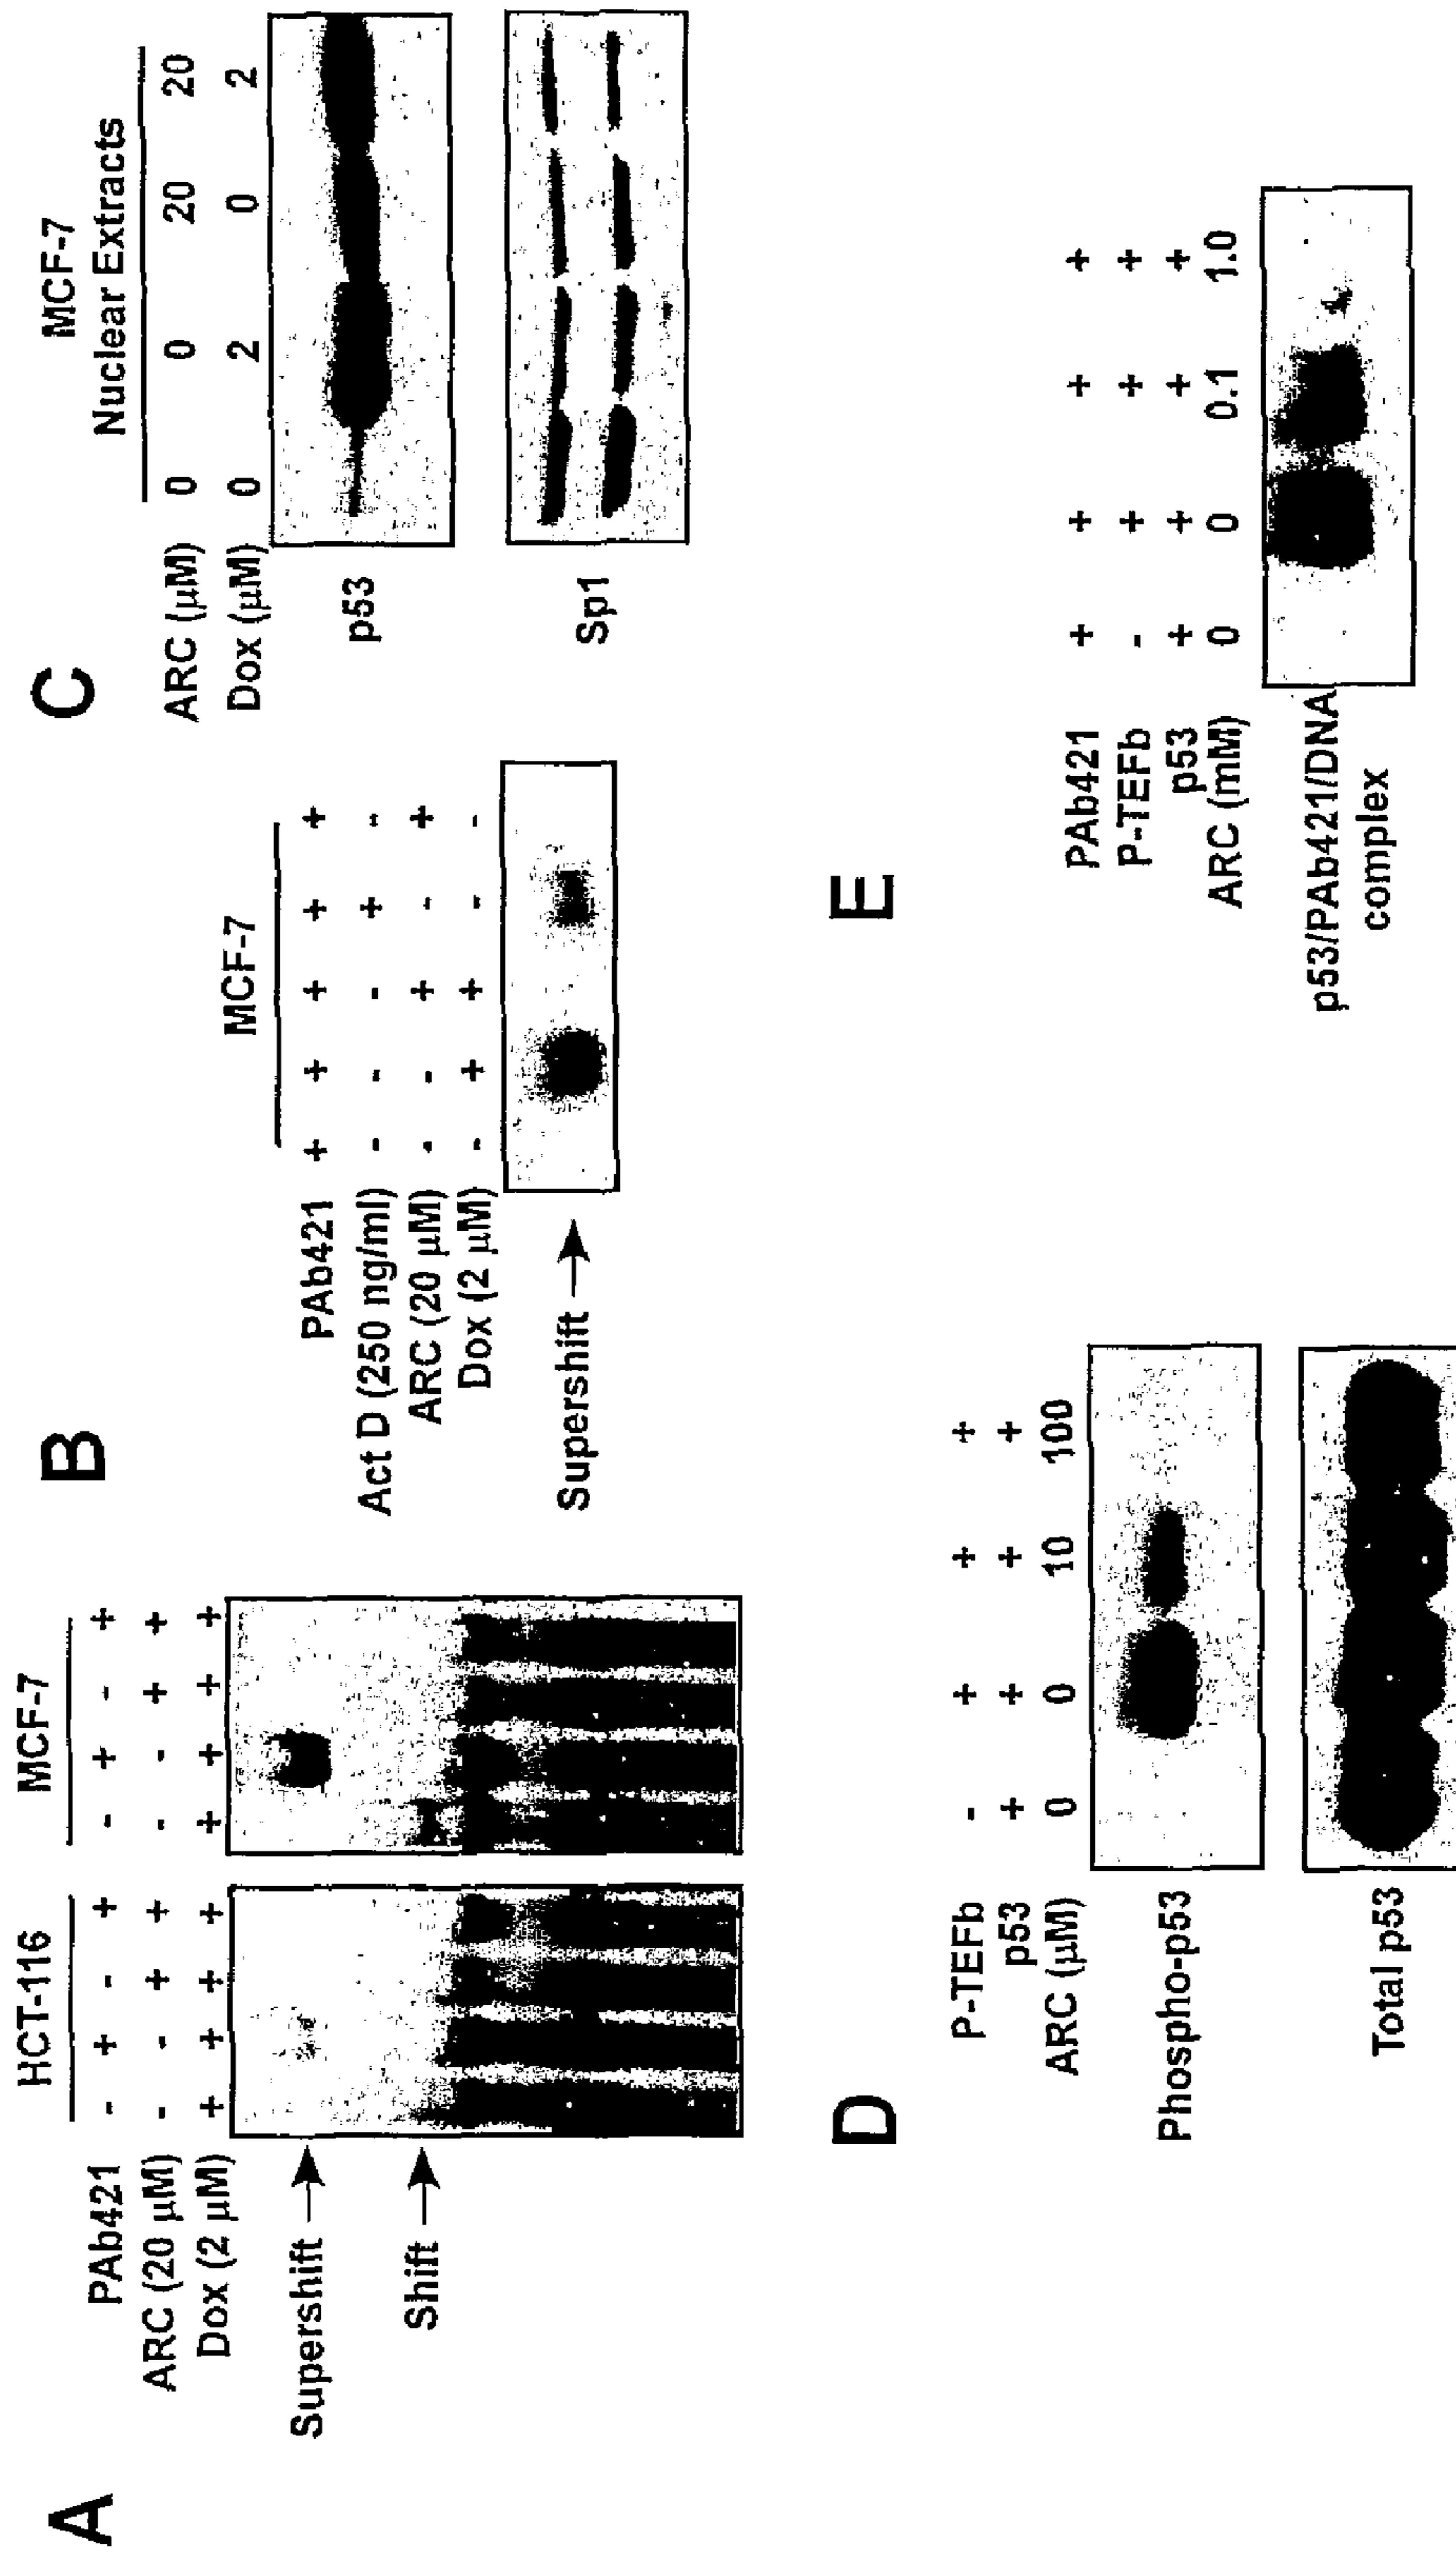 A
HCT-116 MCF-7
PAb421 - + - + - + - +
ARC (20 µM) - - + + - - + +
Dox (2 µM) + + + + + + + +
Supershift
Shift
B
MCF-7
PAb421 + + + + +
Act D (250 ng/ml) - - - + -
ARC (20 µM) - - + - +
Dox (2 µM) - + + - -
Supershift
C
MCF-7
Nuclear Extracts
ARC (µM) 0 0 20 20
Dox (µM) 0 2 0 2
p53
Sp1
D
P-TEFb - + + +
p53 + + + +
ARC (µM) 0 0 10 100
Phospho-p53
Total p53
E
PAb421 + + + +
P-TEFb - + + +
p53 + + + +
ARC (mM) 0 0 0.1 1.0
p53/PAb421/DNA
complex